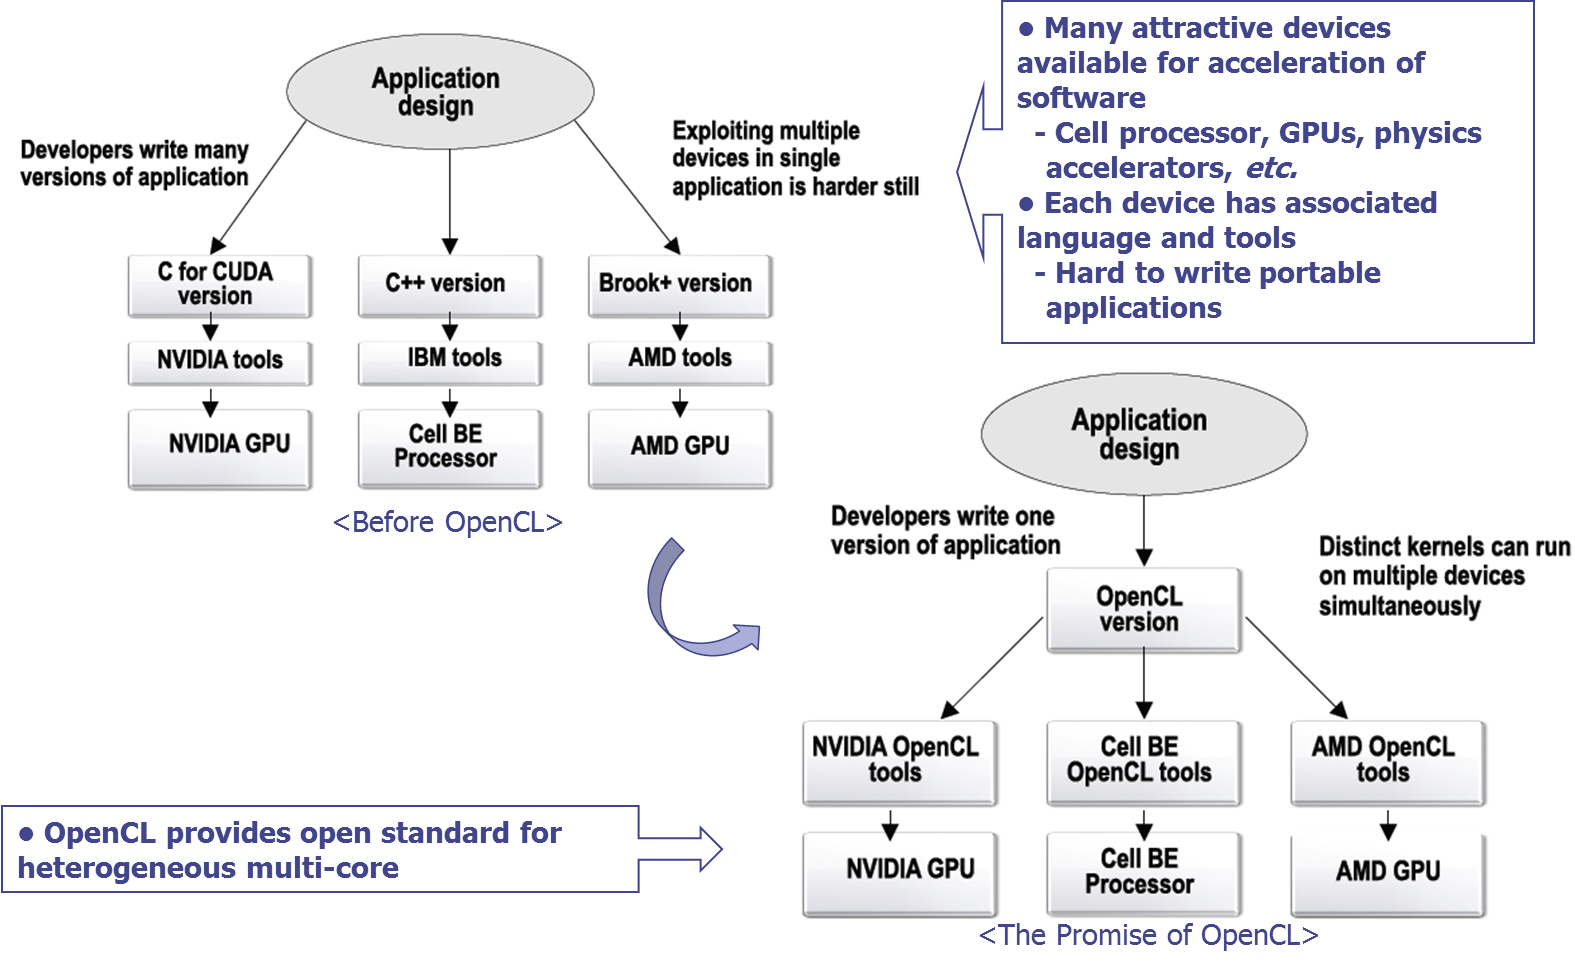 Application
design
Developers write many
versions of application
Exploiting multiple
devices in single
application is harder still
C for CUDA
version
C++ version
Brook+ version
NVIDIA tools
IBM tools
AMD tools
NVIDIA GPU
Cell BE
Processor
AMD GPU
<Before OpenCL>
● Many attractive devices
available for acceleration of
software
- Cell processor, GPUs, physics
accelerators, etc.
● Each device has associated
language and tools
- Hard to write portable
applications
Application
design
Developers write one
version of application
Distinct kernels can run
on multiple devices
simultaneously
OpenCL
version
NVIDIA OpenCL
tools
Cell BE
OpenCL tools
AMD OpenCL
tools
NVIDIA GPU
Cell BE
Processor
AMD GPU
<The Promise of OpenCL>
● OpenCL provides open standard for
heterogeneous multi-core